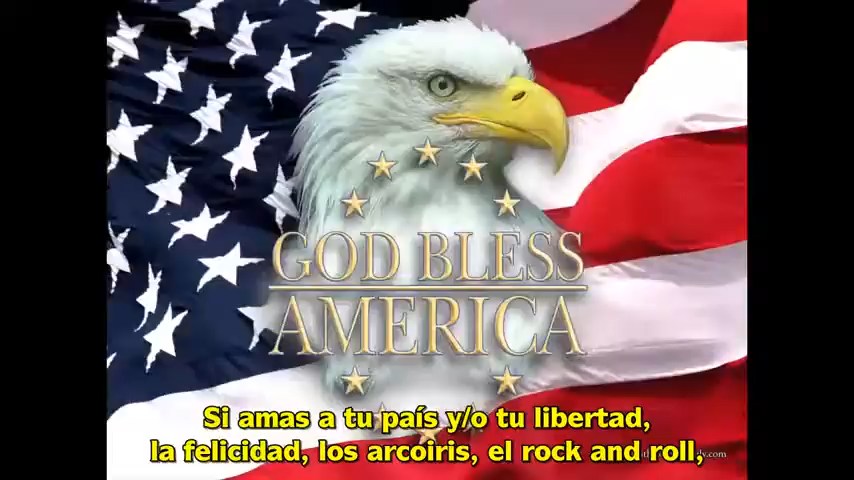 GOD BLESS
AMERICA
Si amas a tu país y/o tu libertad,
la felicidad, los arcoiris, el rock and roll,